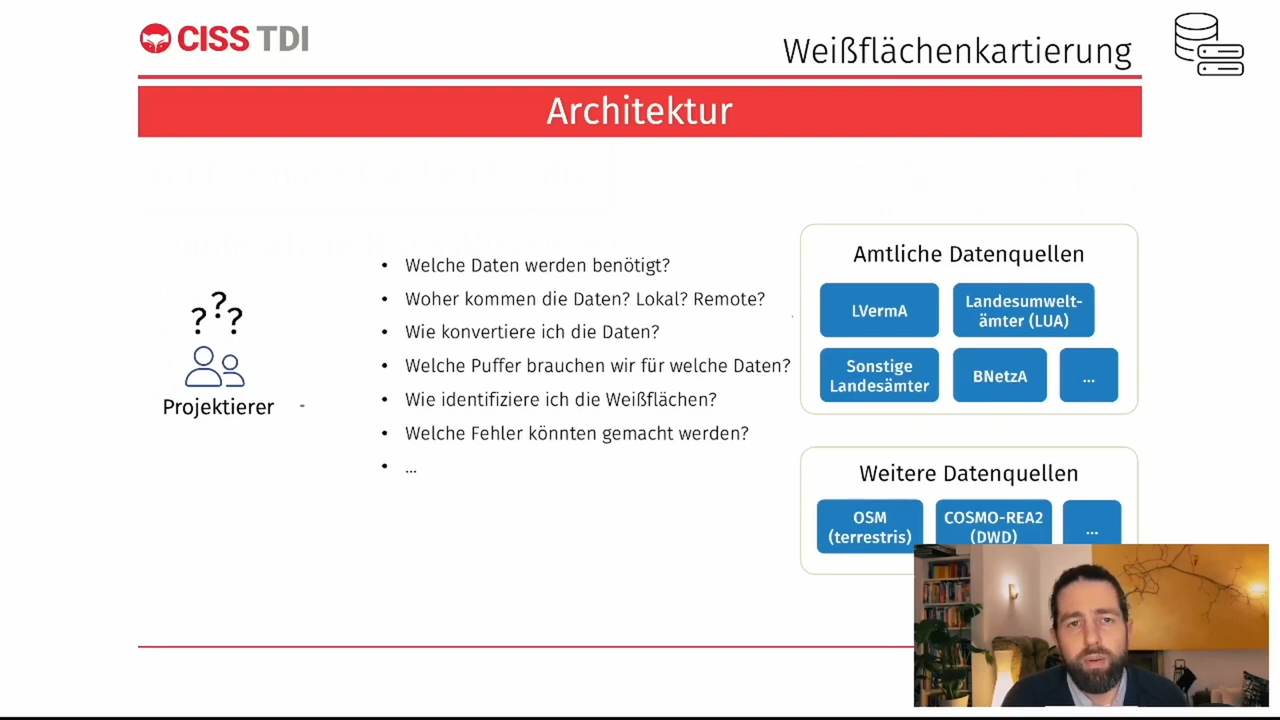 CISS TDI
Weißflächenkartierung
Architektur
???
Projektierer
• Welche Daten werden benötigt?
• Woher kommen die Daten? Lokal? Remote?
• Wie konvertiere ich die Daten?
• Welche Puffer brauchen wir für welche Daten?
• Wie identifiziere ich die Weißflächen?
• Welche Fehler könnten gemacht werden?
• ...
Amtliche Datenquellen
LVermA
Landesumwelt-
ämter (LUA)
Sonstige
Landesämter
BNetzA
...
Weitere Datenquellen
OSM
(terrestris)
COSMO-REA2
(DWD)
...